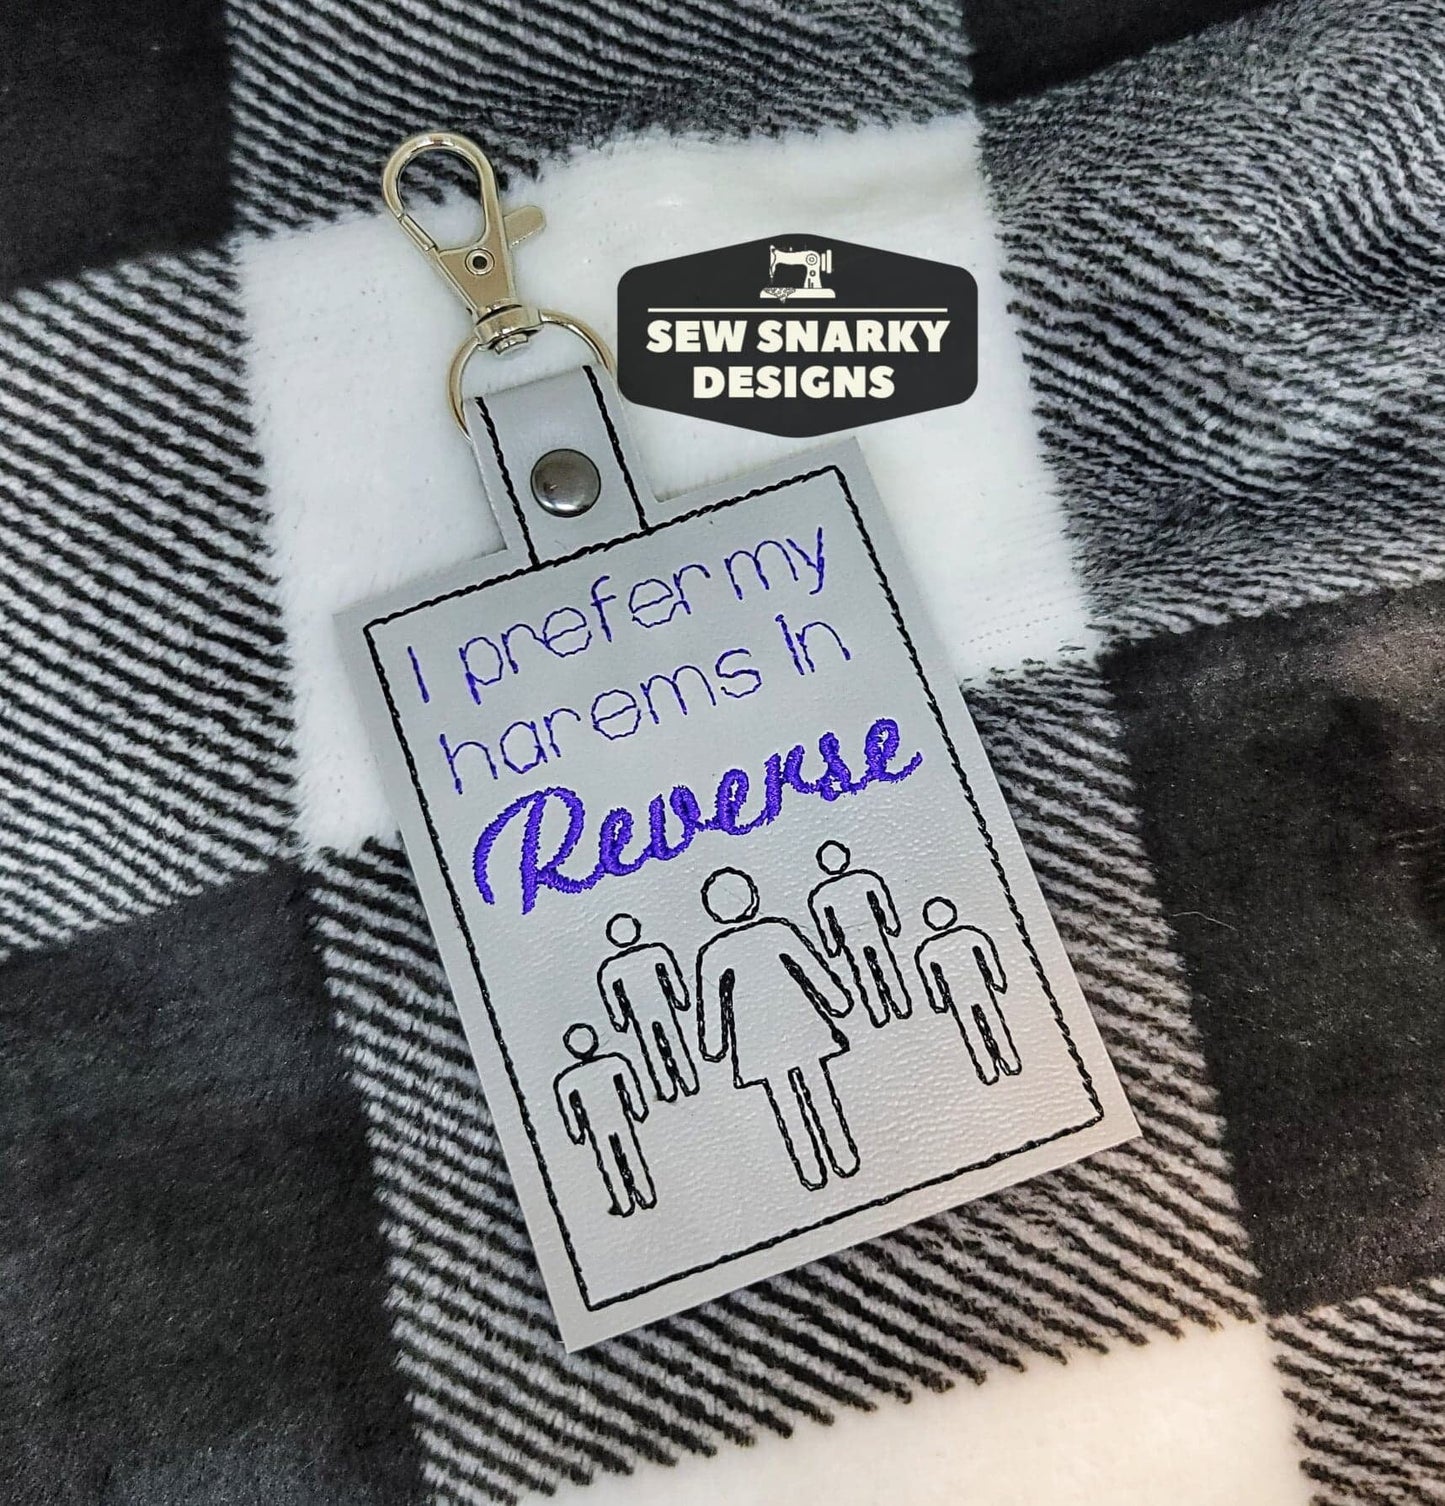 SEW SNARKY
DESIGNS
I prefer my
harems In
Reverse